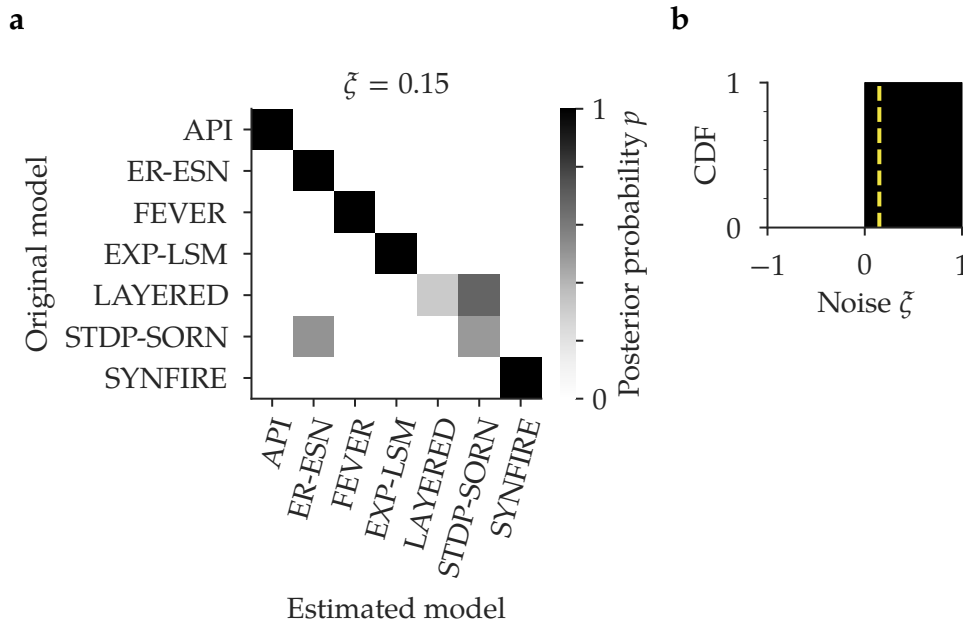 a
ξ = 0.15
Original model
API
ER-ESN
FEVER
EXP-LSM
LAYERED
STDP-SORN
SYNFIRE
API
ER-ESN
FEVER
EXP-LSM
LAYERED
STDP-SORN
SYNFIRE
Estimated model
1
0
Posterior probability p
b
CDF
1
0
−1
0
1
Noise ξ